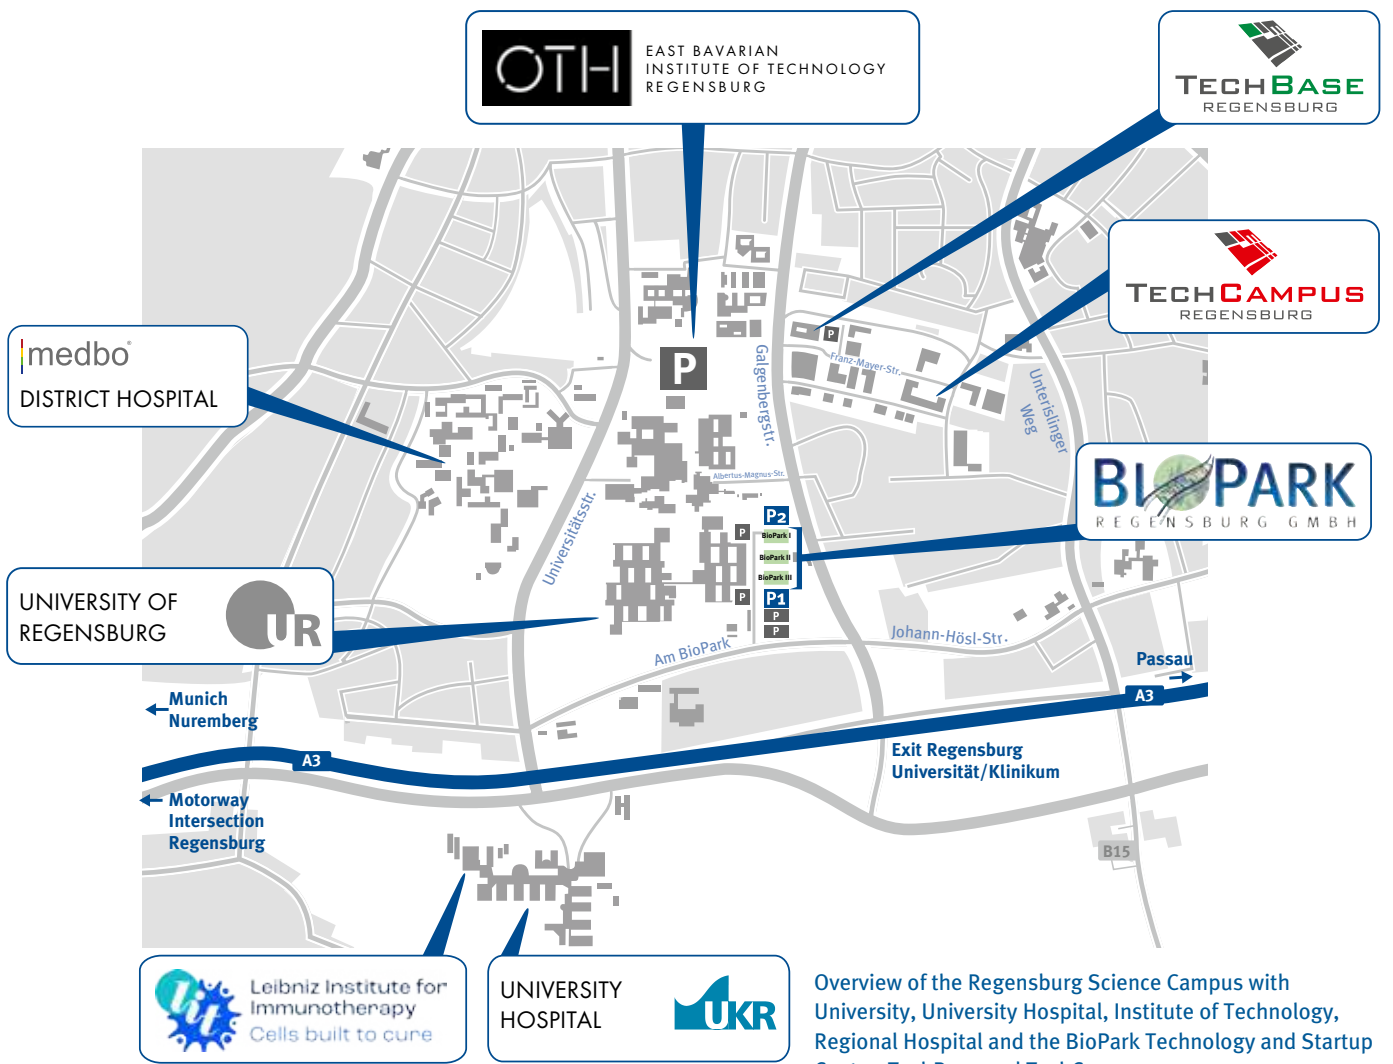 OTH
EAST BAVARIAN
INSTITUTE OF TECHNOLOGY
REGENSBURG
TECHBASE
REGENSBURG
TECHCAMPUS
REGENSBURG
medbo
DISTRICT HOSPITAL
P
P
Franz-Mayer-Str.
Galgenbergstr.
Unterislinger
Weg
Albertus-Magnus-Str.
BIOPARK
REGENSBURG GMBH
Universitätsstr.
P2
P
BioPark I
BioPark II
BioPark III
P
P1
P
P
UNIVERSITY OF
REGENSBURG
UR
Am BioPark
Johann-Hösl-Str.
Passau
A3
Munich
Nuremberg
A3
Exit Regensburg
Universität/Klinikum
Motorway
Intersection
Regensburg
B15
lit
Leibniz Institute for
Immunotherapy
Cells built to cure
UNIVERSITY
HOSPITAL
UKR
Overview of the Regensburg Science Campus with
University, University Hospital, Institute of Technology,
Regional Hospital and the BioPark Technology and Startup